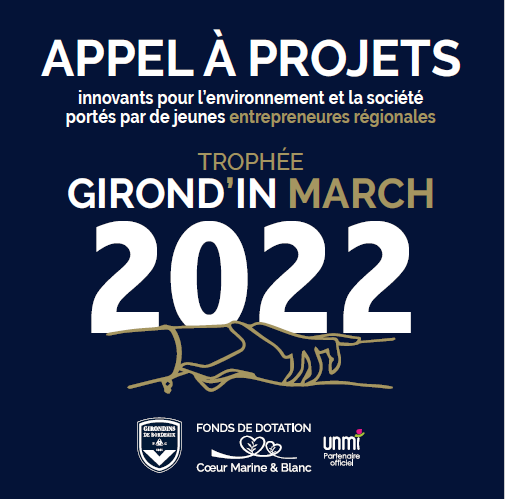 APPEL À PROJETS
innovants pour l'environnement et la société
portés par de jeunes entrepreneures régionales
TROPHÉE
GIROND'IN MARCH
2022
GIRONDINS
DE BORDEAUX
FONDS DE DOTATION
Cœur Marine & Blanc
unmi
Partenaire
officiel